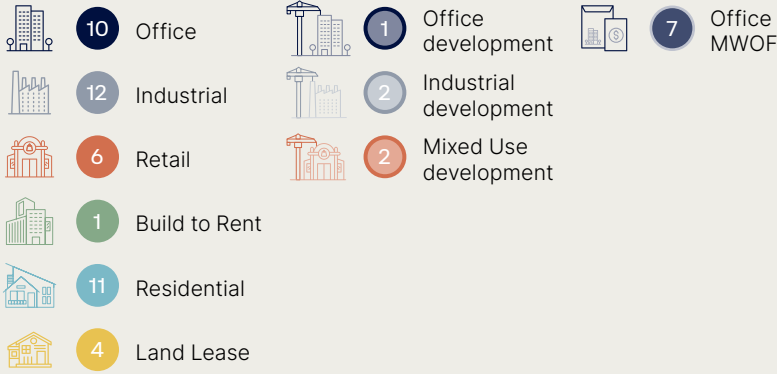 10 Office
12 Industrial
6 Retail
1 Build to Rent
11 Residential
4 Land Lease
1 Office
development
2 Industrial
development
2 Mixed Use
development
$
7 Office
MWOF